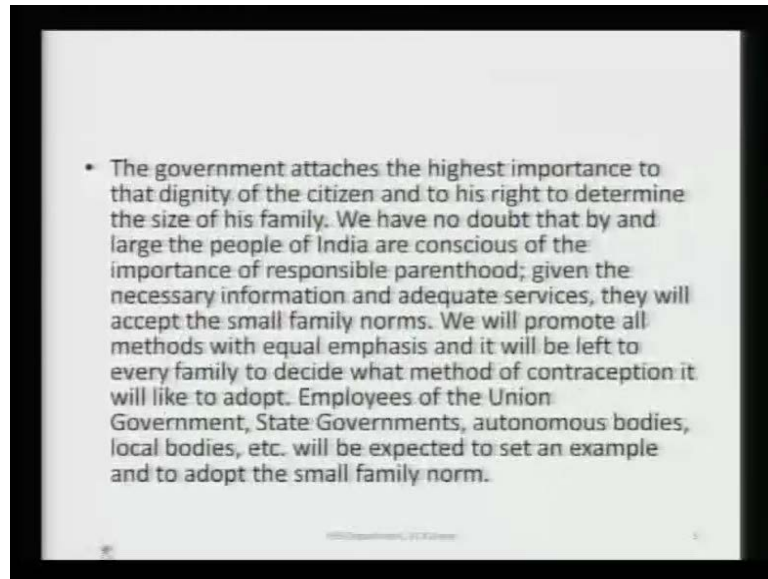 • The government attaches the highest importance to
that dignity of the citizen and to his right to determine
the size of his family. We have no doubt that by and
large the people of India are conscious of the
importance of responsible parenthood; given the
necessary information and adequate services, they will
accept the small family norms. We will promote all
methods with equal emphasis and it will be left to
every family to decide what method of contraception it
will like to adopt. Employees of the Union
Government, State Governments, autonomous bodies,
local bodies, etc. will be expected to set an example
and to adopt the small family norm.